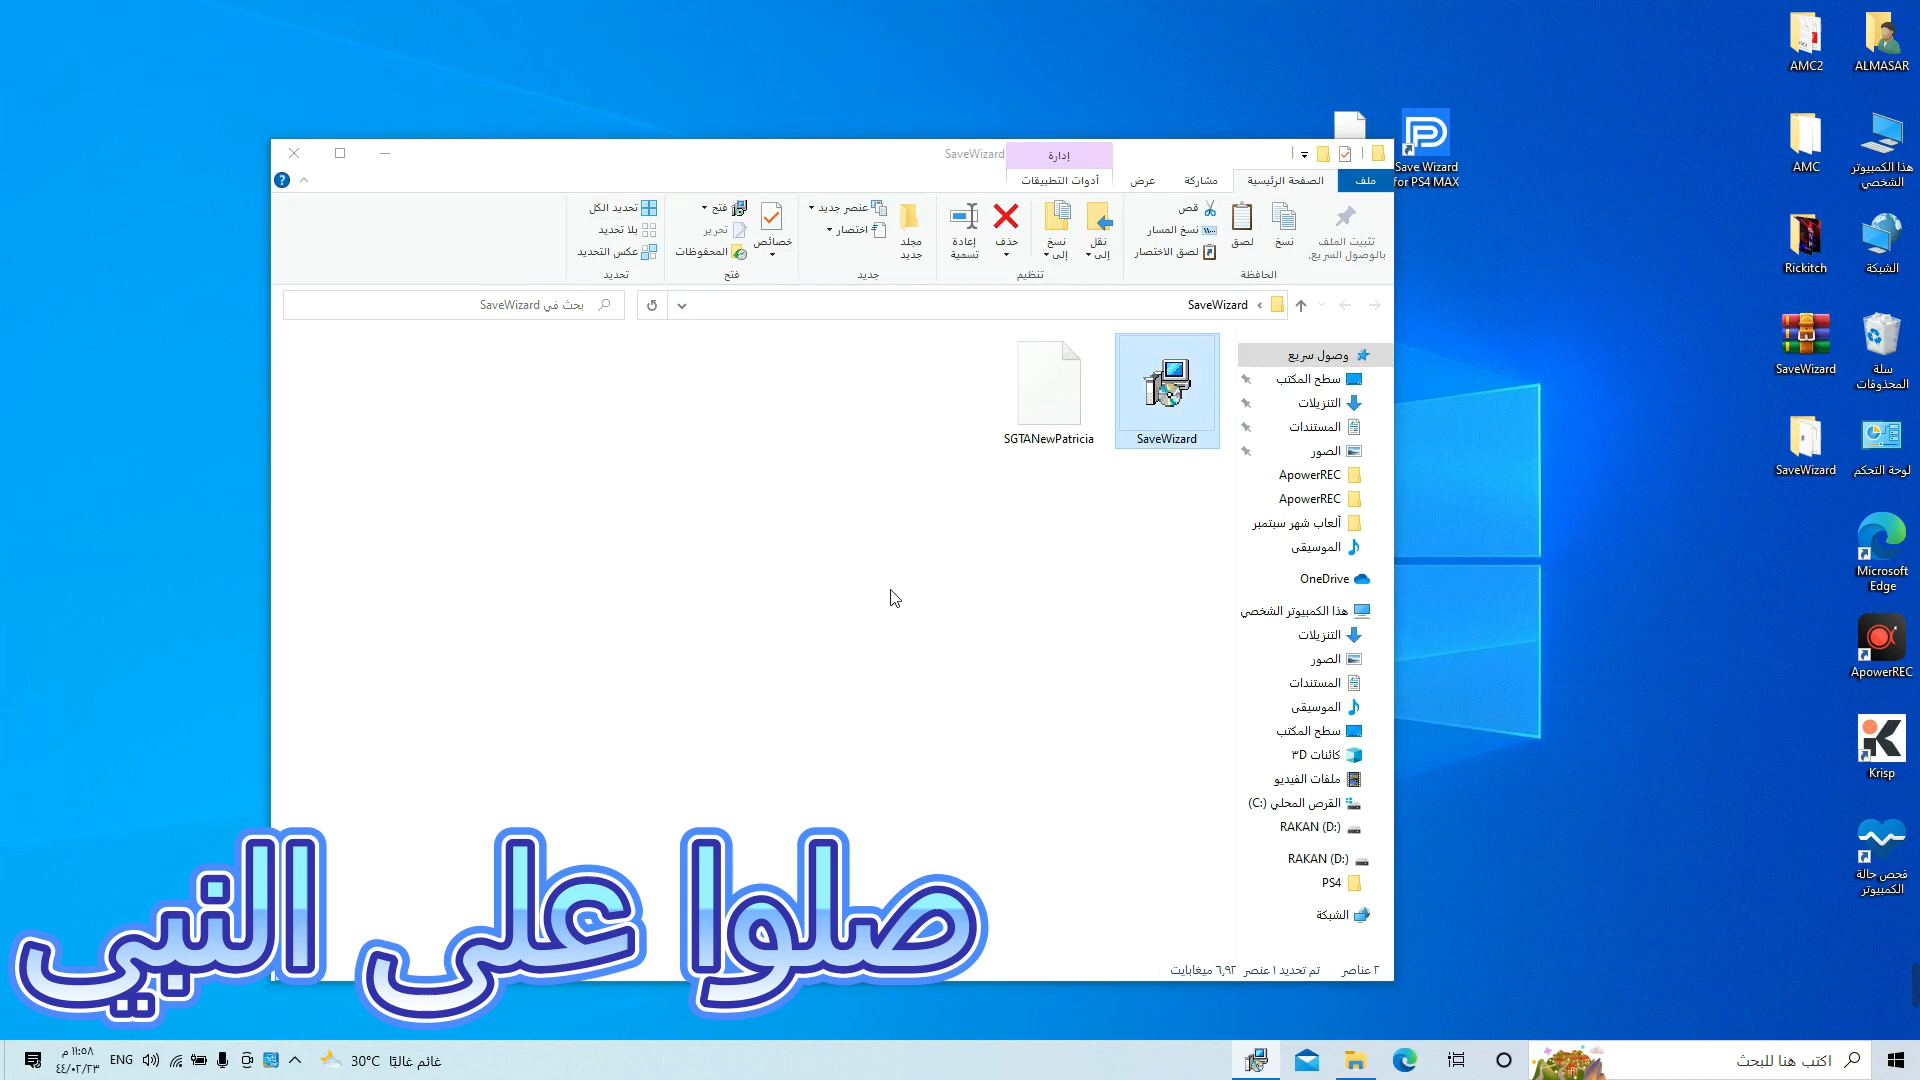 ALMASAR
AMC2
هذا الكمبيوتر الشخصي
AMC
الشبكة
Rickitch
سلة المحذوفات
SaveWizard
لوحة التحكم
SaveWizard
Microsoft Edge
ApowerREC
Krisp
فحص حالة الكمبيوتر
Save Wizard for PS4 MAX
إدارة
SaveWizard
ملف
الصفحة الرئيسية
مشاركة
عرض
أدوات التطبيقات
تثبيت الملف بالوصول السريع.
نسخ
لصق
قص
نسخ المسار
لصق الاختصار
الحافظة
نقل إلى
نسخ إلى
حذف
إعادة تسمية
تنظيم
مجلد جديد
عنصر جديد
اختصار
جديد
خصائص
فتح
تحرير
المحفوظات
فتح
تحديد الكل
بلا تحديد
عكس التحديد
تحديد
SaveWizard
بحث في SaveWizard
وصول سريع
سطح المكتب
التنزيلات
المستندات
الصور
ApowerREC
ApowerREC
ألعاب شهر سبتمبر
الموسيقى
OneDrive
هذا الكمبيوتر الشخصي
التنزيلات
الصور
المستندات
الموسيقى
سطح المكتب
كائنات ٣D
ملفات الفيديو
القرص المحلي (C:)
RAKAN (D:)
RAKAN (D:)
PS4
الشبكة
SaveWizard
SGTANewPatricia
٢ عناصر
تم تحديد ١ عنصر ٦,٩٢ ميغابايت
صلوا على النبي
اكتب هنا للبحث
غائم غالبًا 30°C
ENG
١١:٥٨ م
٤٤/٠٢/٢٣